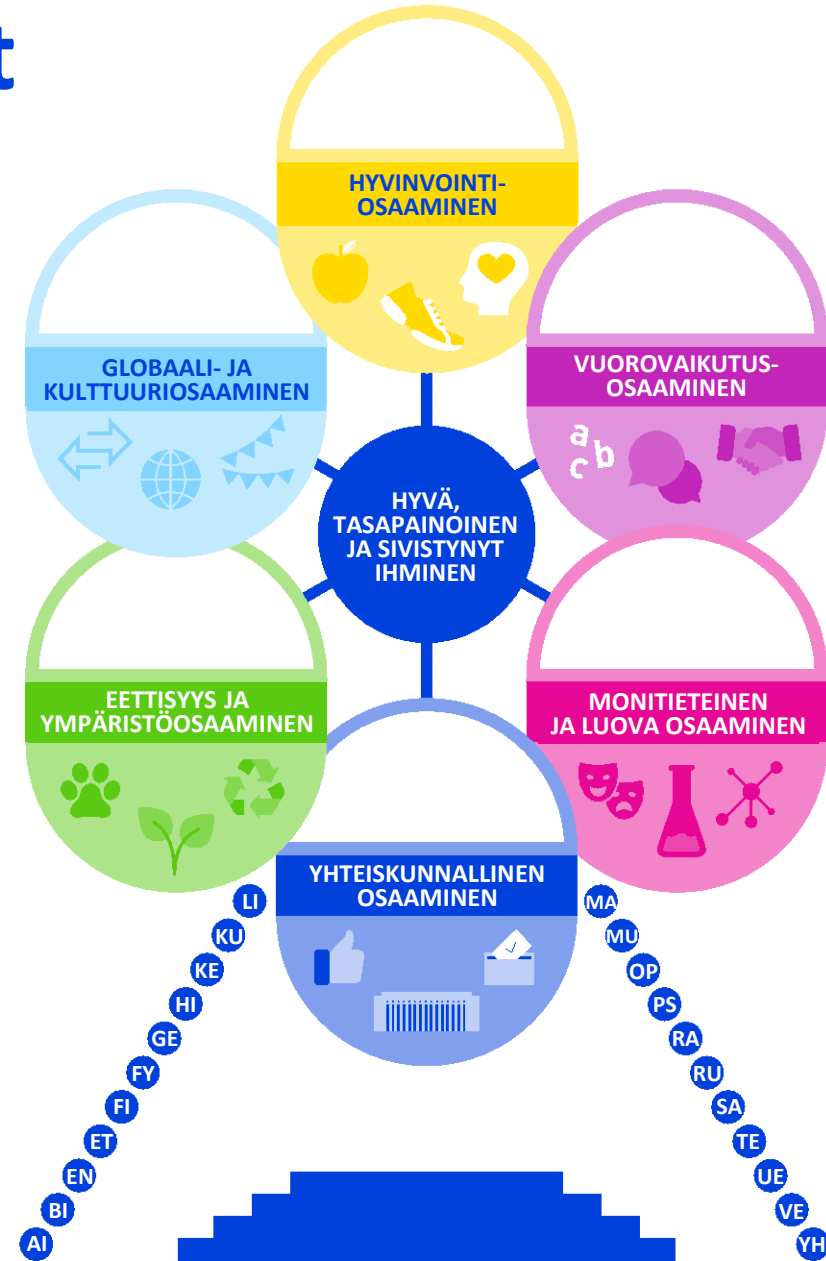 t
HYVINVOINTI-
OSAAMINEN
GLOBAALI- JA
KULTTUURIOSAAMINEN
VUOROVAIKUTUS-
OSAAMINEN
a
b
c
HYVÄ,
TASAPAINOINEN
JA SIVISTYNYT
IHMINEN
EETTISYYS JA
YMPÄRISTÖOSAAMINEN
MONITIETEINEN
JA LUOVA OSAAMINEN
YHTEISKUNNALLINEN
OSAAMINEN
LI
KU
KE
HI
GE
FY
FI
ET
EN
BI
AI
MA
MU
OP
PS
RA
RU
SA
TE
UE
VE
YH